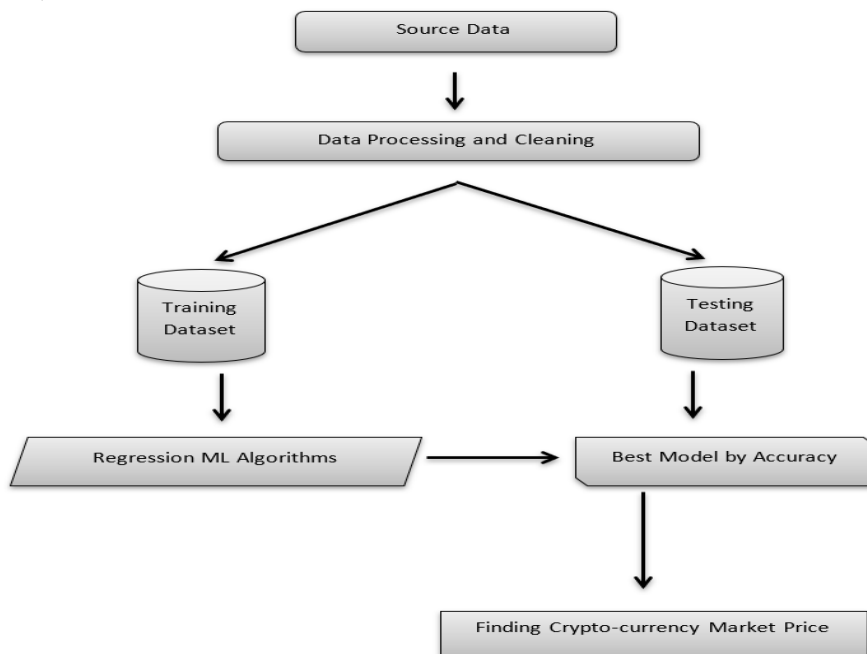 Source Data
Data Processing and Cleaning
Training
Dataset
Testing
Dataset
Regression ML Algorithms
Best Model by Accuracy
Finding Crypto-currency Market Price